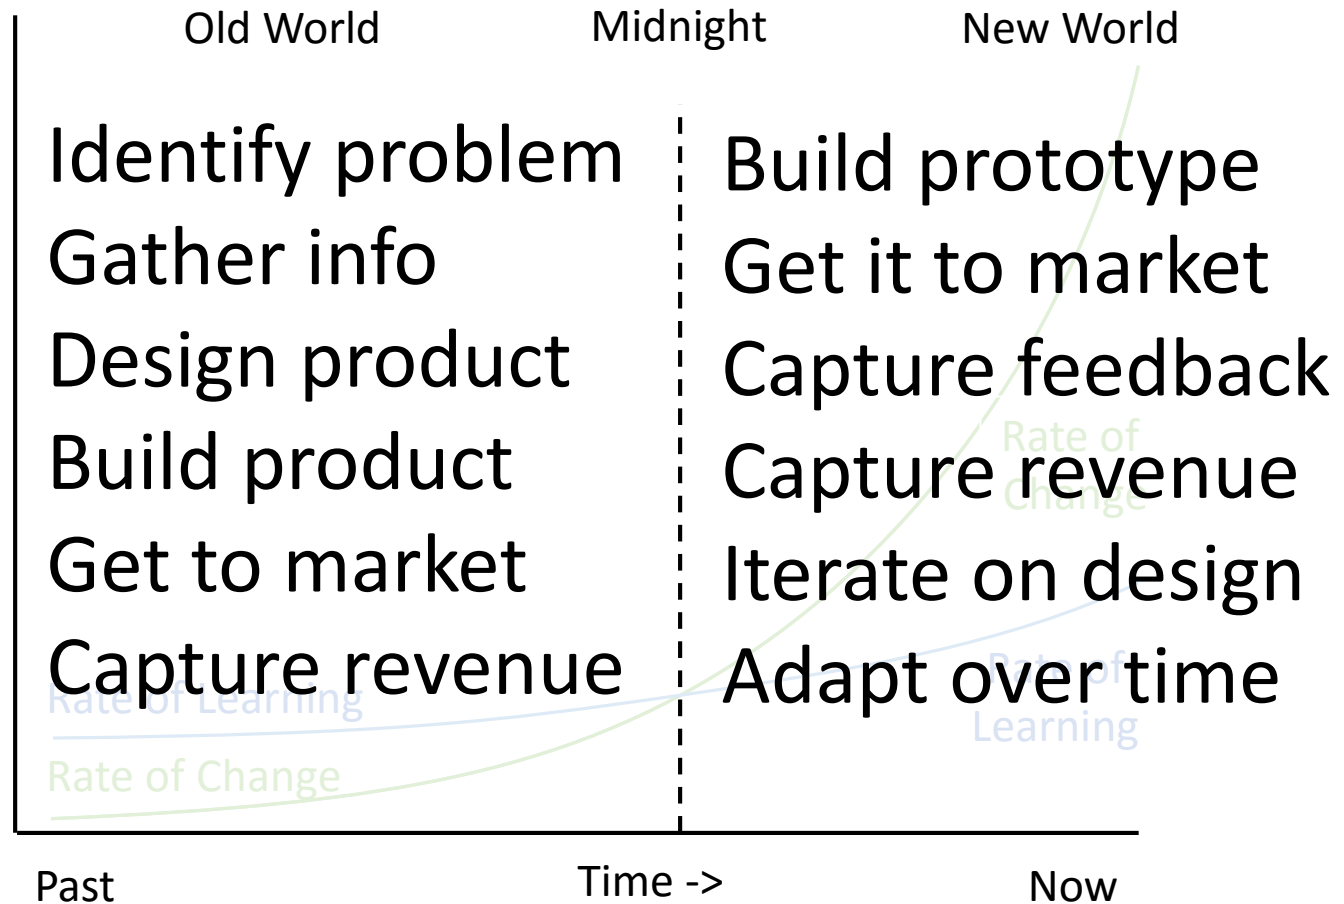 Old World
Midnight
New World
Identify problem
Gather info
Design product
Build product
Get to market
Capture revenue
Rate of Learning
Rate of Change
Build prototype
Get it to market
Capture feedback
Rate of
Change
Capture revenue
Iterate on design
Adapt over time
Rate of
Learning
Past
Time ->
Now